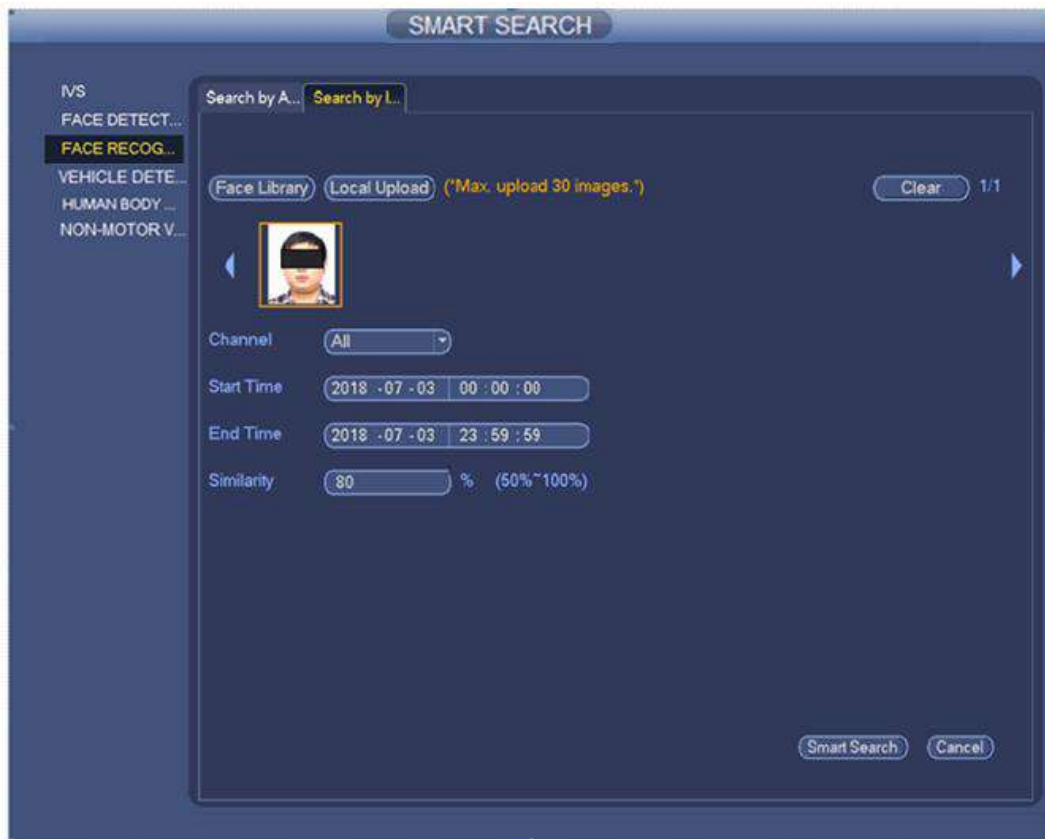 SMART SEARCH
IVS
FACE DETECT...
FACE RECOG...
VEHICLE DETE...
HUMAN BODY ...
NON-MOTOR V...
Search by A... Search by I...
Face Library Local Upload ("Max. upload 30 images.") Clear 1/1
Channel All
Start Time 2018 -07 -03 00 : 00 : 00
End Time 2018 -07 -03 23 : 59 : 59
Similarity 80 % (50%~100%)
Smart Search Cancel